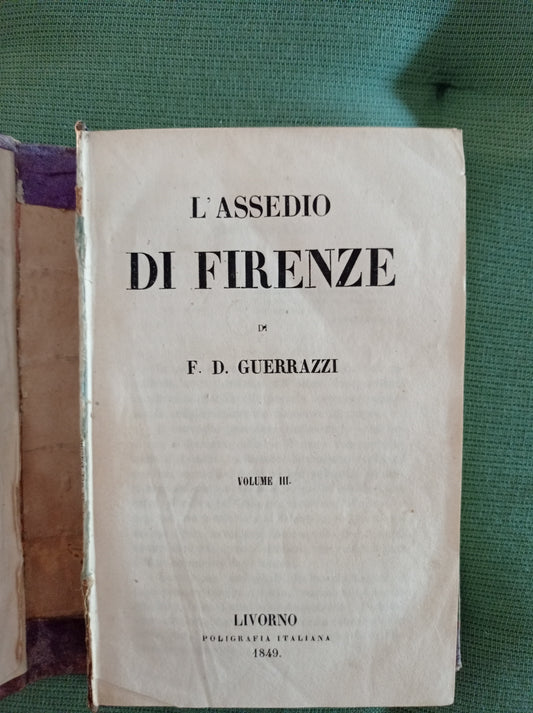 L'ASSEDIO
DI FIRENZE
DI
F. D. GUERRAZZI
VOLUME III.
LIVORNO
POLIGRAFIA ITALIANA
1849.